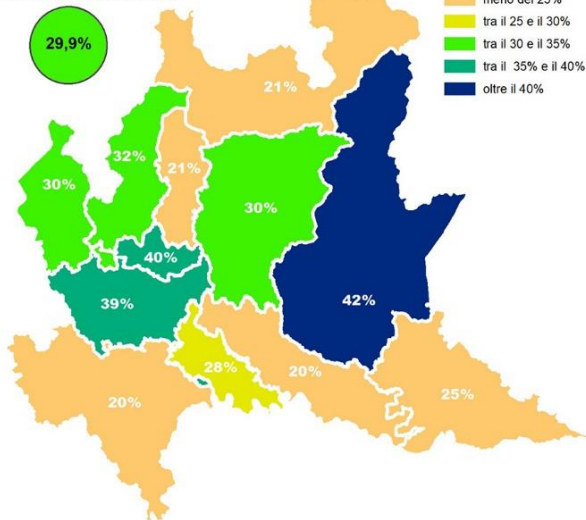 meno del 25%
29,9%
tra il 25 e il 30%
tra il 30 e il 35%
tra il 35% e il 40%
oltre il 40%
21%
32%
21%
30%
30%
40%
39%
42%
28%
20%
25%
20%